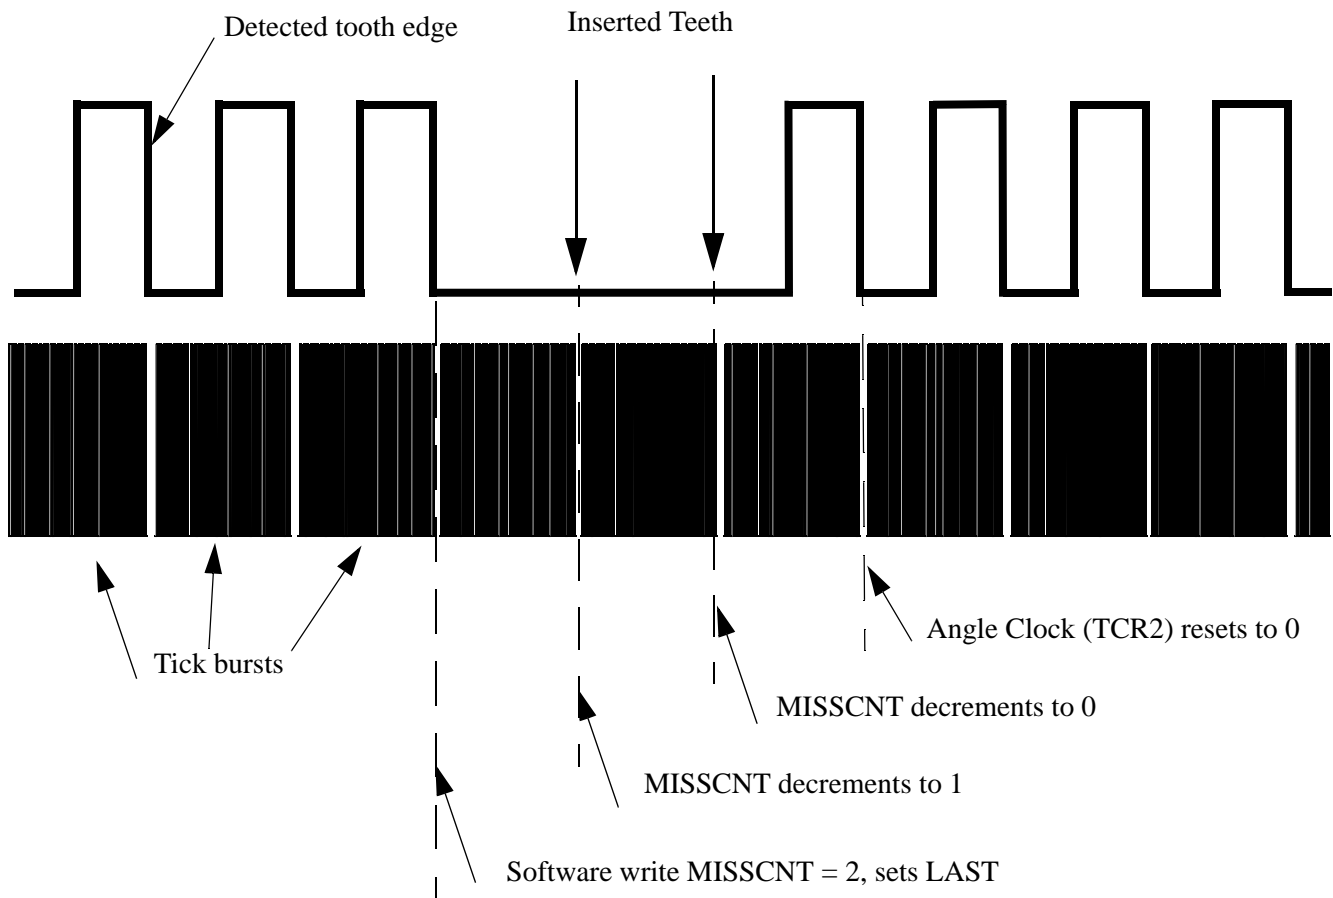 Detected tooth edge
Inserted Teeth
Angle Clock (TCR2) resets to 0
Tick bursts
MISSCNT decrements to 0
MISSCNT decrements to 1
Software write MISSCNT = 2, sets LAST